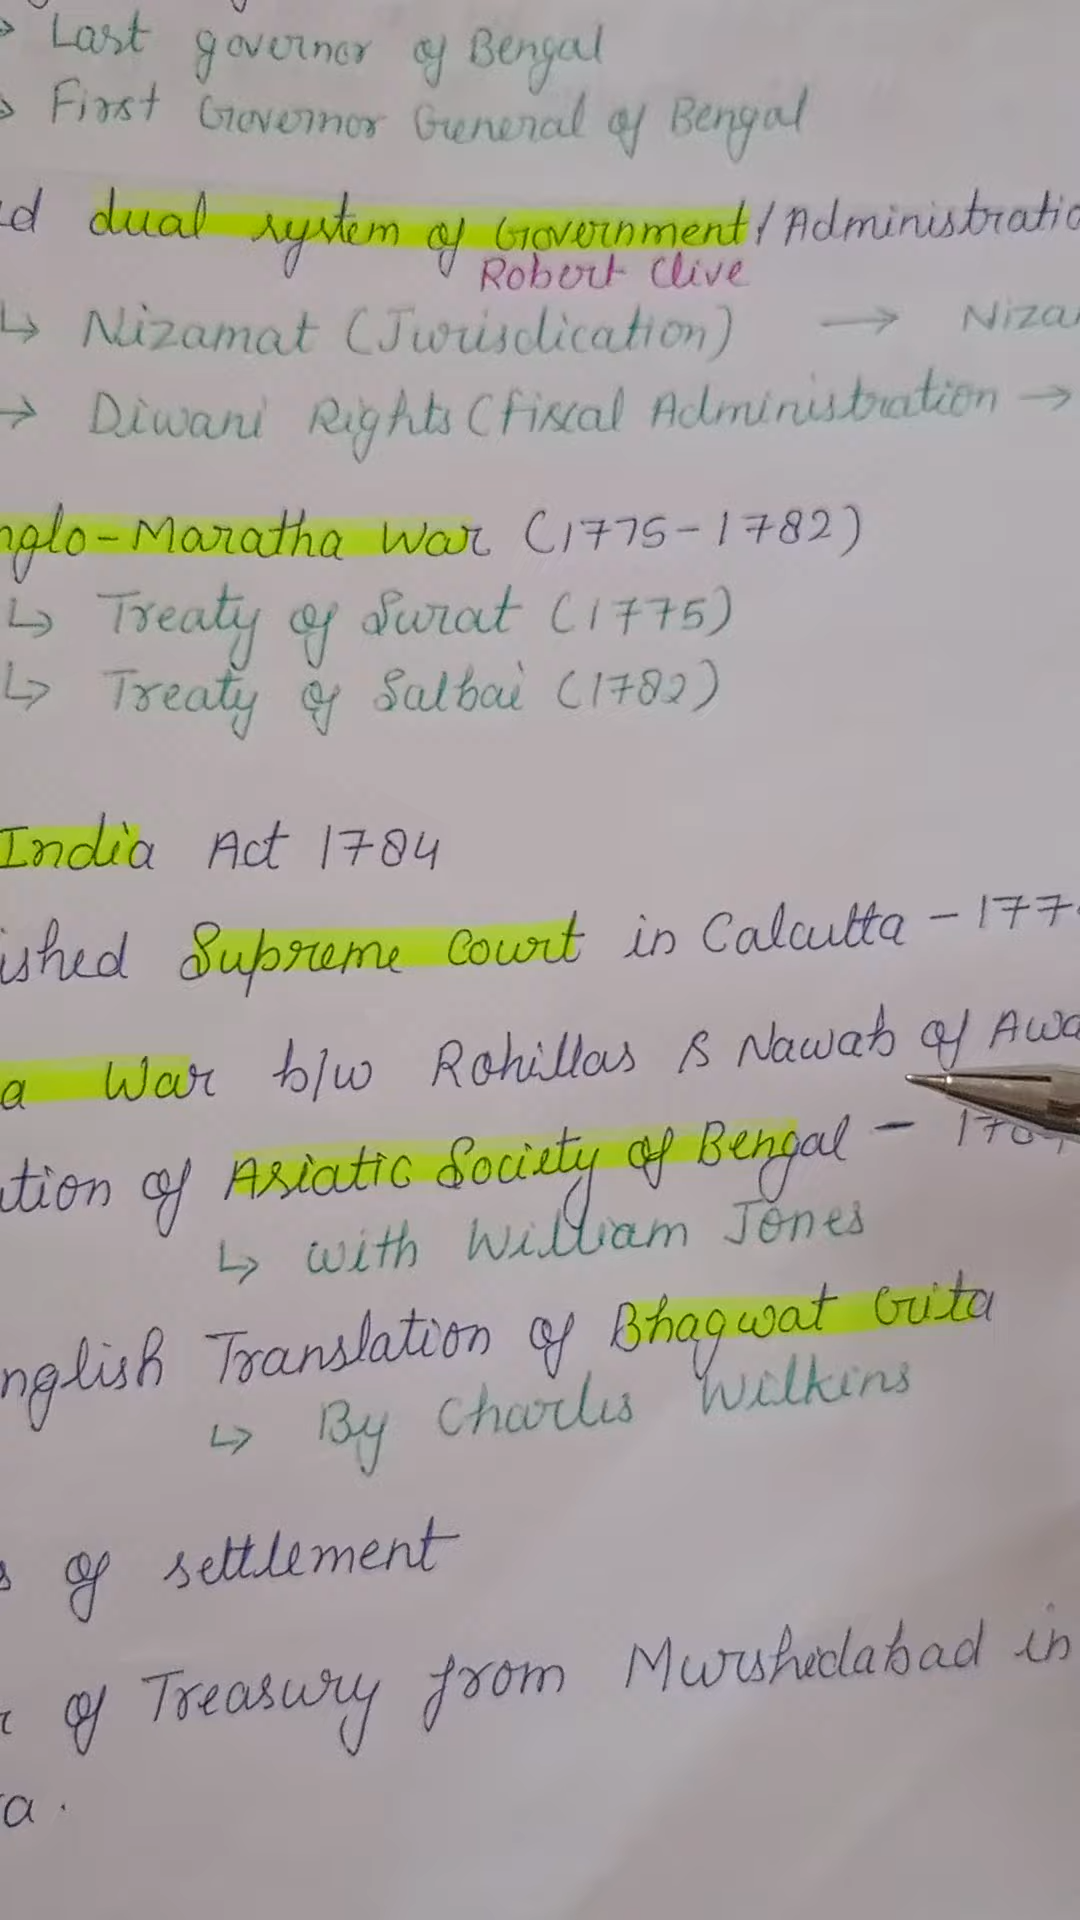 Last governor of Bengal
First Governor General of Bengal
dual system of Government/Administratio
Robert Clive
Nizamat (Jurisdication) → Niza
Diwani Rights (fiscal Administration →
nglo-Maratha War (1775-1782)
Treaty of Surat (1775)
Treaty of Salbai (1782)
India Act 1784
ished Supreme Court in Calcutta - 177
a War b/w Rohillas & Nawab of Awa
ation of Asiatic Society of Bengal -
with William Jones
nglish Translation of Bhagwat Gita
By Charles Wilkins
of settlement
of Treasury from Murshidabad in
a.